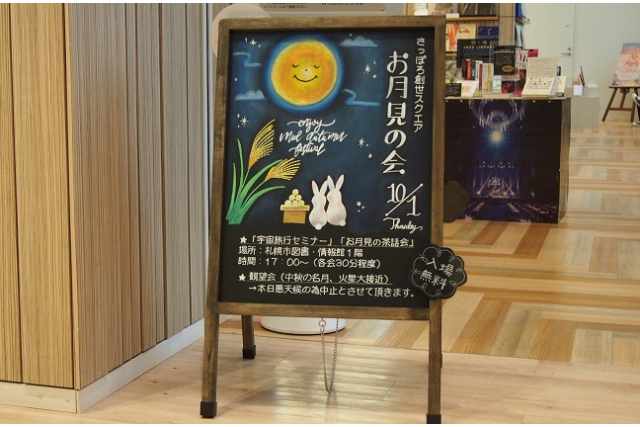 さっぽろ創世スクエア
お月見の会
10/1
Thursday
enjoy
Mid Autumn
festival
★「宇宙旅行セミナー」「お月見の茶話会」
場所：札幌市図書・情報館1階
時間：17：00～（各会30分程度）
★観望会（中秋の名月、火星大接近）
→本日悪天候の為中止とさせて頂きます。
入場
無料
JAZZ LIBRARY